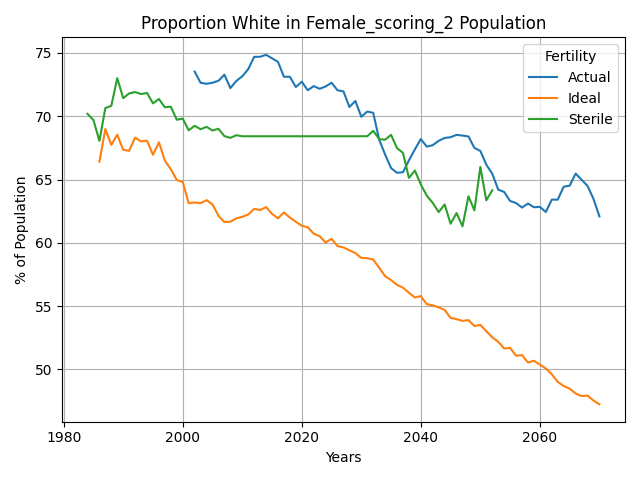 Proportion White in Female_scoring_2 Population
% of Population
75
70
65
60
55
50
1980
2000
2020
2040
2060
Years
Fertility
Actual
Ideal
Sterile